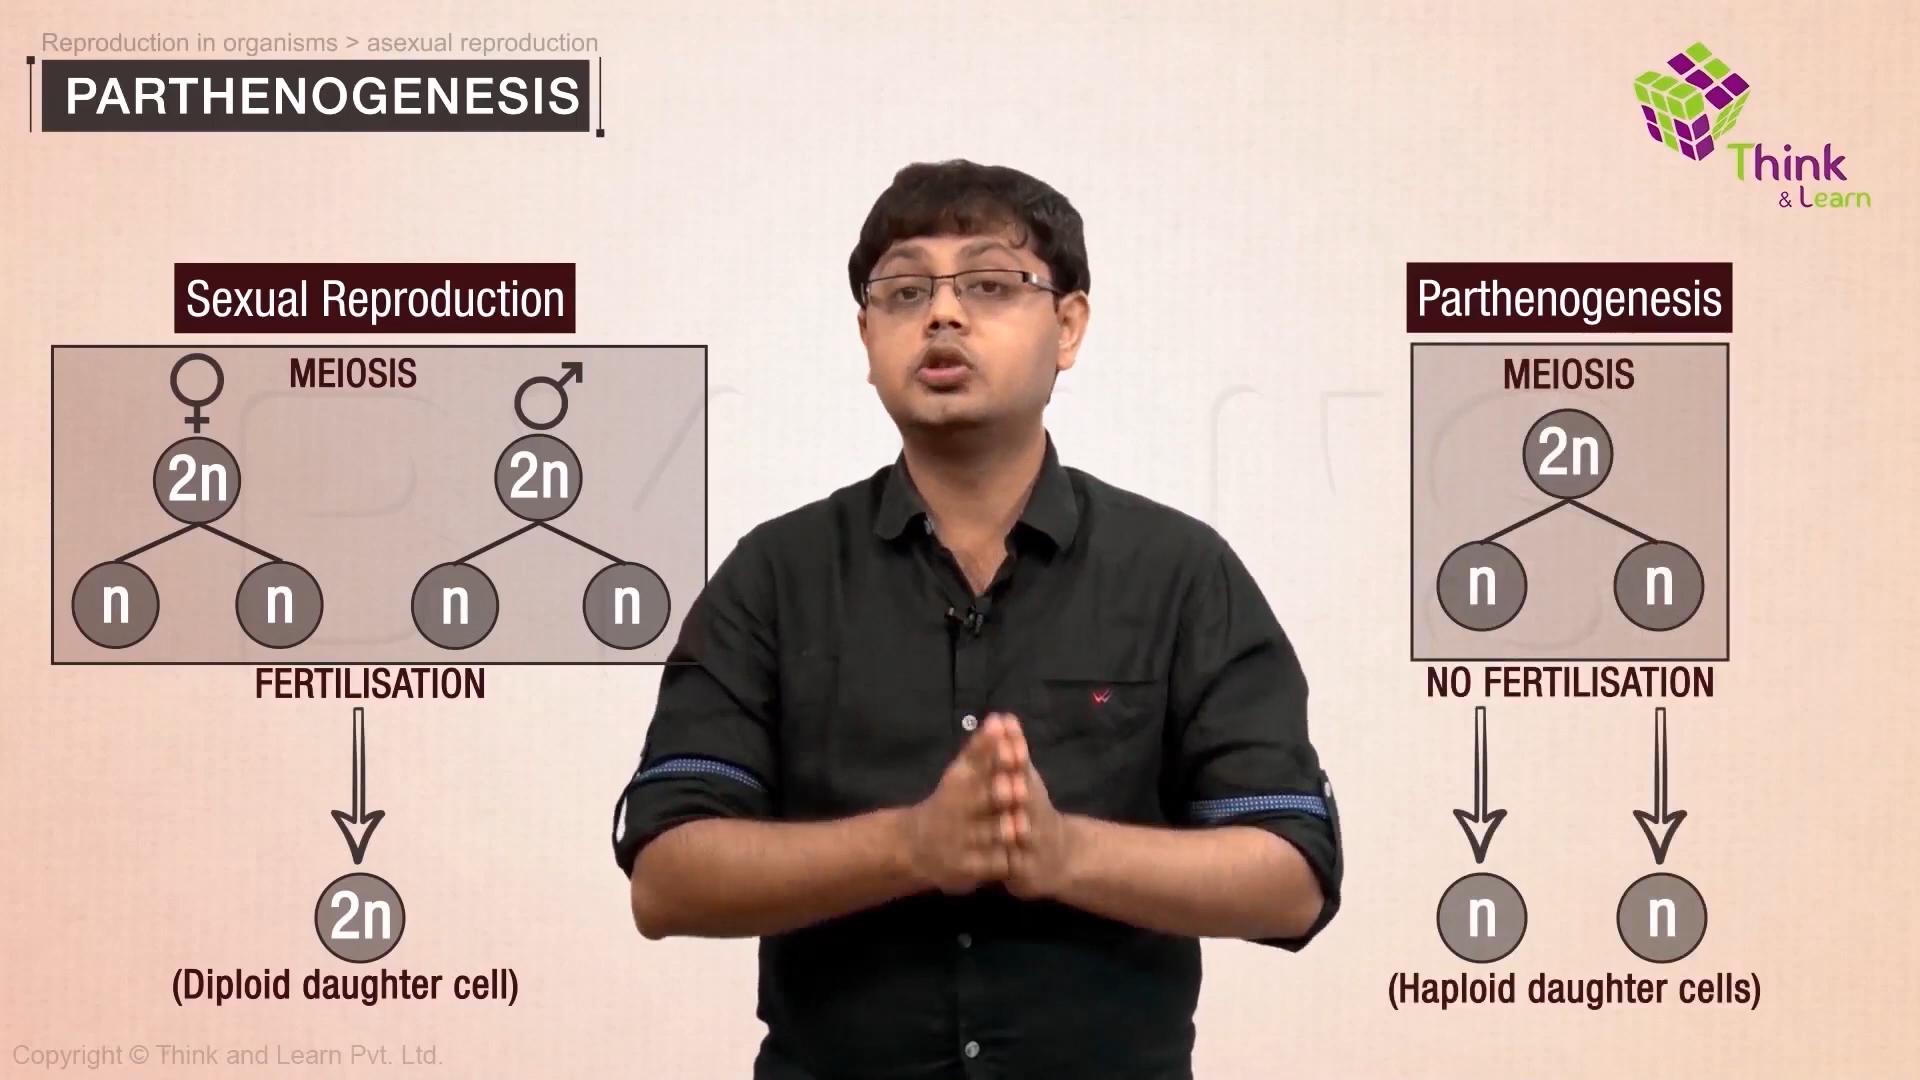 Reproduction in organisms > asexual reproduction
PARTHENOGENESIS
Think
& Learn
Sexual Reproduction
MEIOSIS
2n
2n
n
n
n
n
FERTILISATION
2n
(Diploid daughter cell)
Parthenogenesis
MEIOSIS
2n
n
n
NO FERTILISATION
n
n
(Haploid daughter cells)
Copyright © Think and Learn Pvt. Ltd.